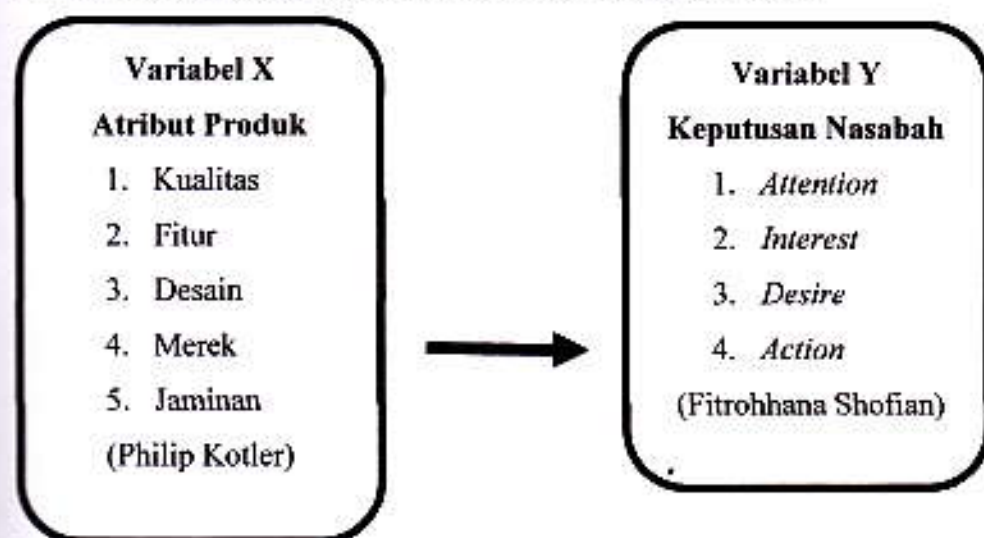 Variabel X
Atribut Produk
1. Kualitas
2. Fitur
3. Desain
4. Merek
5. Jaminan
(Philip Kotler)
Variabel Y
Keputusan Nasabah
1. Attention
2. Interest
3. Desire
4. Action
(Fitrohhana Shofian)